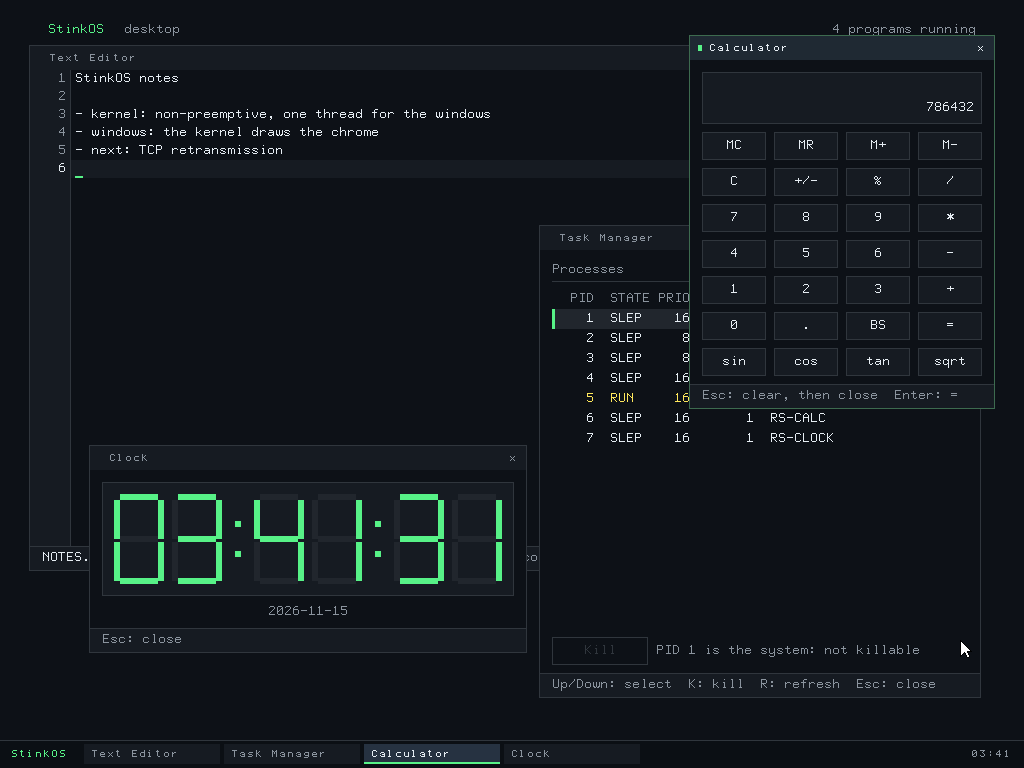 StinkOS desktop
4 programs running
Text Editor
1 StinkOS notes
2
3 - kernel: non-preemptive, one thread for the windows
4 - windows: the kernel draws the chrome
5 - next: TCP retransmission
6
Calculator ×
786432
MC MR M+ M-
C +/- % /
7 8 9 *
4 5 6 -
1 2 3 +
0 . BS =
sin cos tan sqrt
Esc: clear, then close Enter: =
Task Manager
Processes
PID STATE PRIO
1 SLEP 16
2 SLEP 8
3 SLEP 8
4 SLEP 16
5 RUN 16
6 SLEP 16 1 RS-CALC
7 SLEP 16 1 RS-CLOCK
Kill PID 1 is the system: not killable
Up/Down: select K: kill R: refresh Esc: close
NOTES.
co
Clock ×
03:41:31
2026-11-15
Esc: close
StinkOS Text Editor Task Manager Calculator Clock 03:41